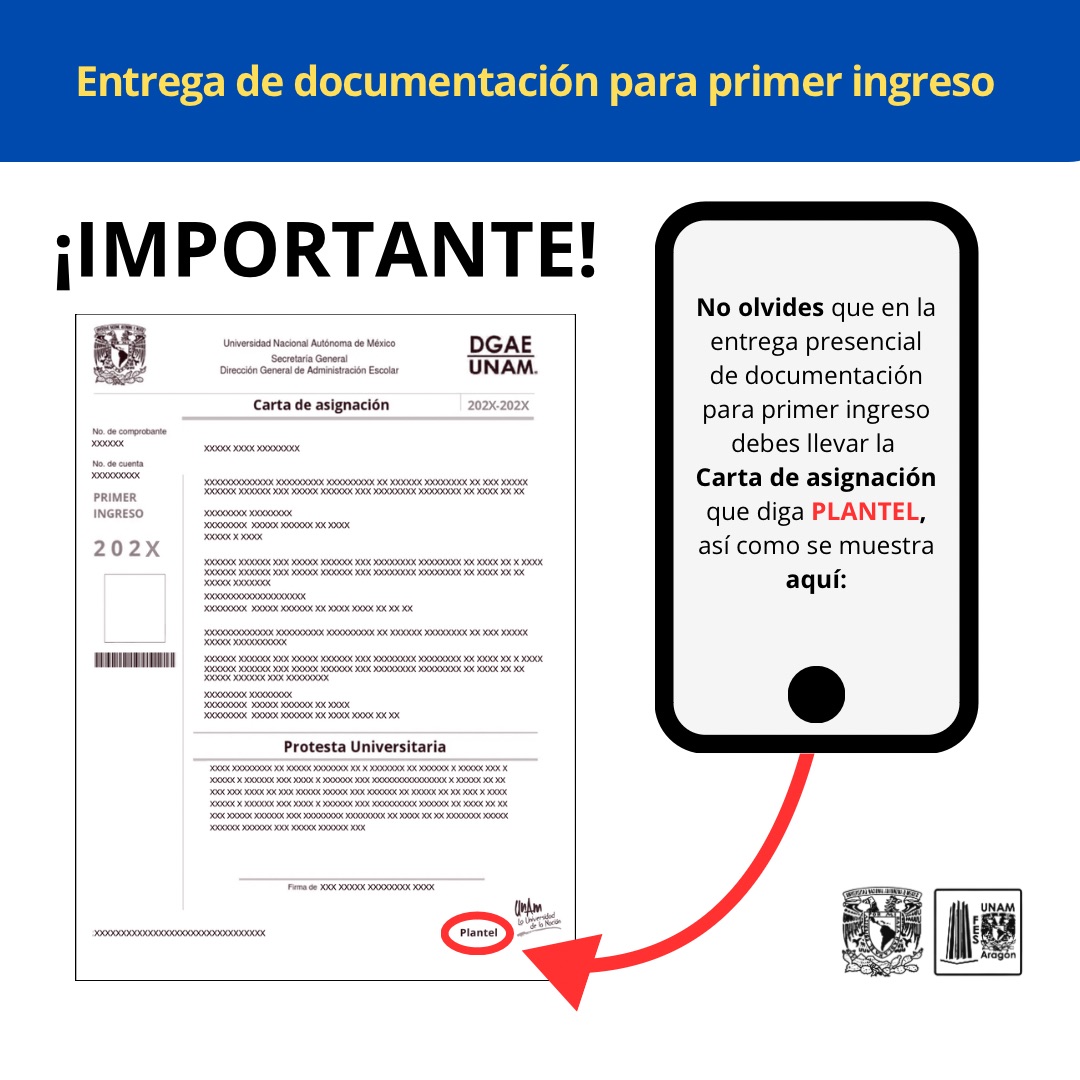 Entrega de documentación para primer ingreso
¡IMPORTANTE!
Universidad Nacional Autónoma de México
Secretaría General
Dirección General de Administración Escolar
DGAE
UNAM.
Carta de asignación
202X-202X
No. de comprobante
XXXXXX
No. de cuenta
XXXXXXXXX
PRIMER
INGRESO
202X
XXXXX XXXX XXXXXXXX
XXXXXXXXXXXXX XXXXXXXXX XXXXXXXXX XX XXXXXX XXXXXXXX XX XXX XXXXX
XXXXXX XXXXXX XXX XXXXX XXXXXX XXX XXXXXXXX XXXXXXXX XX XXXX XX XX
XXXXXXXX XXXXXXXX
XXXXXXXX XXXXX XXXXXX XX XXXX
XXXXX X XXXX
XXXXXX XXXXXX XXX XXXXX XXXXXX XXX XXXXXXXX XXXXXXXX XX XXXX XX X XXXX
XXXXXX XXXXXX XXX XXXXX XXXXXX XXX XXXXXXXX XXXXXXXX XX XXXX XX XX
XXXXX XXXXXXX
XXXXXXXXXXXXXXXXXXXX
XXXXXXXX XXXXX XXXXXX XX XXXX XXXX XX XX XX
XXXXXXXXXXXXX XXXXXXXXX XXXXXXXXX XX XXXXXX XXXXXXXX XX XXX XXXXX
XXXXX XXXXXXXXXX
XXXXXX XXXXXX XXX XXXXX XXXXXX XXX XXXXXXXX XXXXXXXX XX XXXX XX X XXXX
XXXXXX XXXXXX XXX XXXXX XXXXXX XXX XXXXXXXX XXXXXXXX XX XXXX XX XX
XXXXX XXXXXX XXX XXXXXXXX
XXXXXXXX XXXXXXXX
XXXXXXXX XXXXX XXXXXX XX XXXX
XXXXXXXX XXXXX XXXXXX XX XXXX XXXX XX XX
Protesta Universitaria
XXXX XXXXXXXX XX XXXXX XXXXXXX XX X XXXXXXX XX XXXXXX X XXXXX XXX X
XXXXX X XXXXXX XXX XXXX X XXXXXX XXX XXXXXXXXXXXXXX X XXXXX XX XX
XXX XXX XXXX XX XXXX XXXXX XXXXXX XXX XXXXXX XX XXXXX XX XX XXX X XXXX
XXXXX X XXXXXX XXX XXXX X XXXXXX XXX XXXXXXXXX XXXXXX XX XXXX XX XX
XXX XXXXX XXXXXX XXX XXXXXXXX XXXXXXXX XX XXXX XX XX XXXXXXX XXXXX
XXXXXX XXXXXX XXX XXXXX XXXXXX XXX
Firma de XXX XXXXX XXXXXXXX XXXX
UNAM
La Universidad
de la Nación
Plantel
XXXXXXXXXXXXXXXXXXXXXXXXXXXXXXXXX
No olvides que en la
entrega presencial
de documentación
para primer ingreso
debes llevar la
Carta de asignación
que diga PLANTEL,
así como se muestra
aquí:
UNAM
FES
Aragón